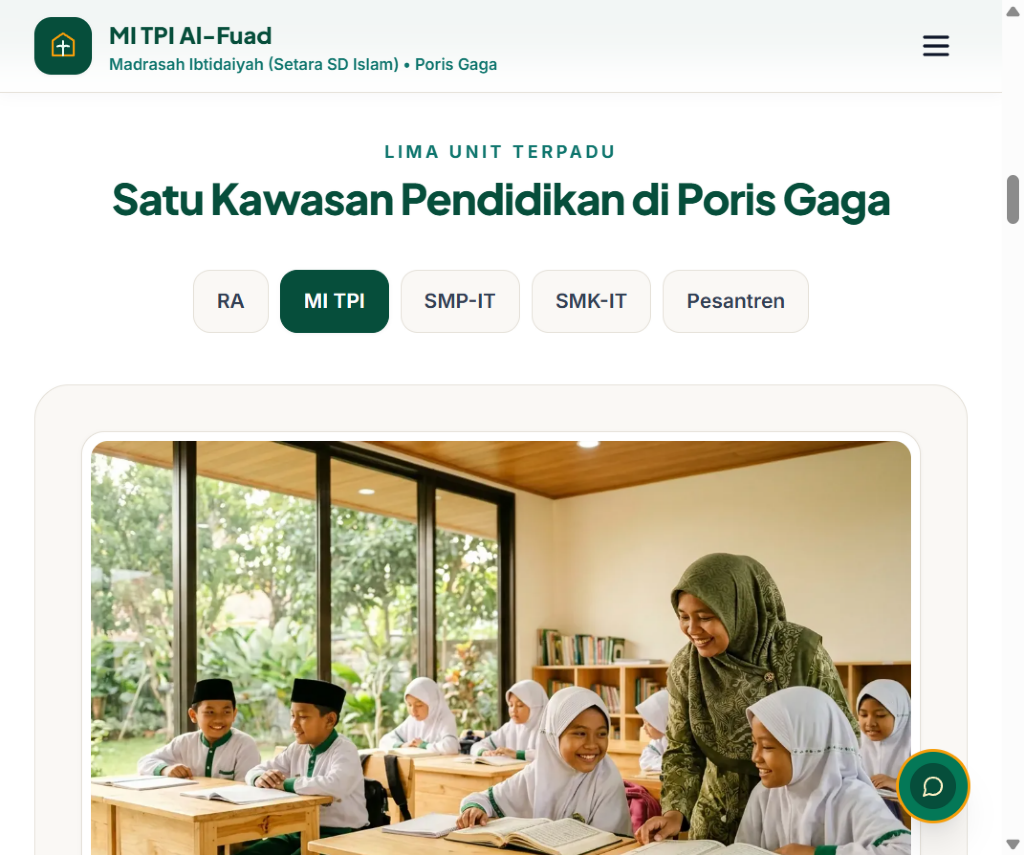 MI TPI Al-Fuad
Madrasah Ibtidaiyah (Setara SD Islam) • Poris Gaga
LIMA UNIT TERPADU
Satu Kawasan Pendidikan di Poris Gaga
RA
MI TPI
SMP-IT
SMK-IT
Pesantren